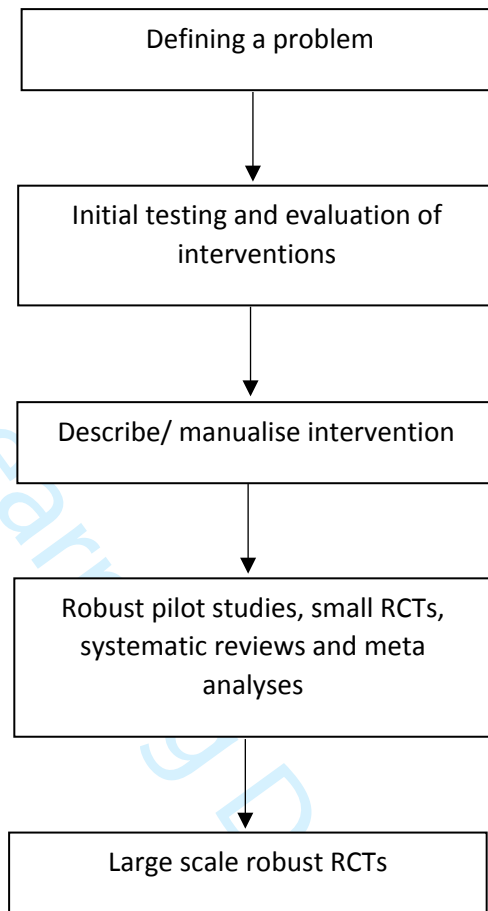 Defining a problem
Initial testing and evaluation of
interventions
Describe/ manualise intervention
Robust pilot studies, small RCTs,
systematic reviews and meta
analyses
Large scale robust RCTs